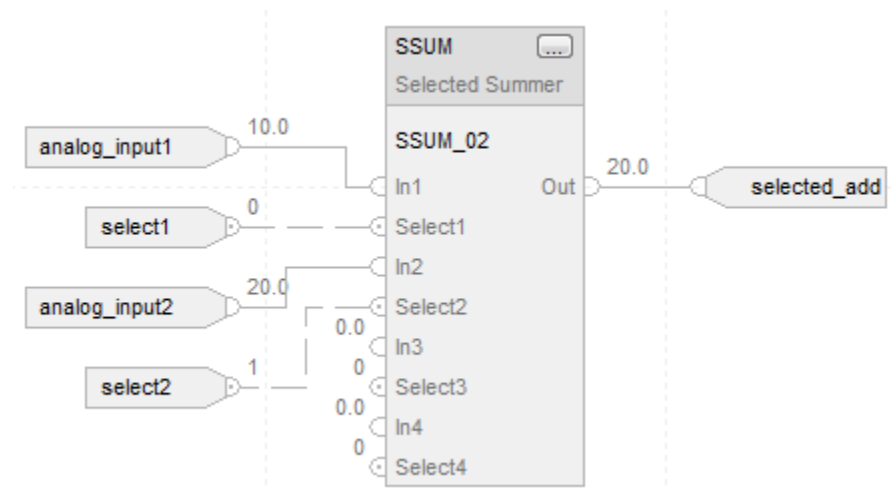 SSUM ...
Selected Summer
SSUM_02
analog_input1 10.0
In1 Out 20.0 selected_add
select1 0
Select1
In2
analog_input2 20.0
Select2
0.0
In3
select2 1
0
Select3
0.0
In4
0
Select4